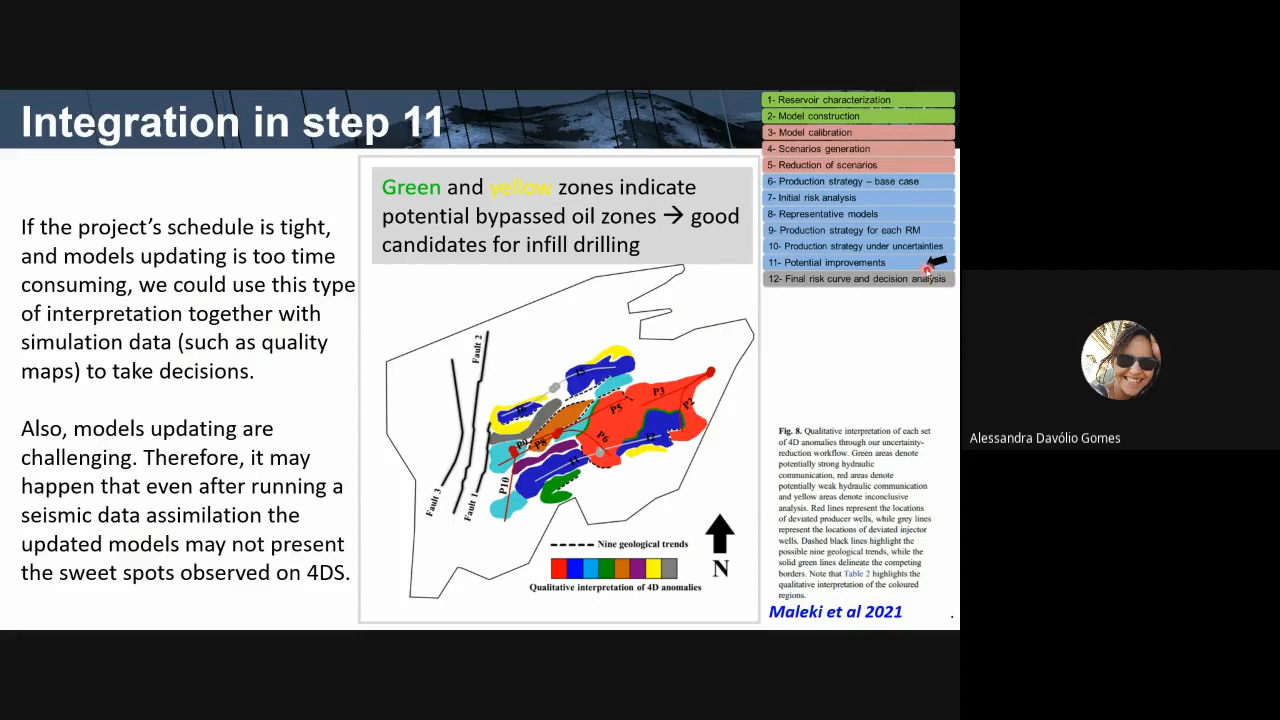 Integration in step 11
If the project's schedule is tight,
and models updating is too time
consuming, we could use this type
of interpretation together with
simulation data (such as quality
maps) to take decisions.
Also, models updating are
challenging. Therefore, it may
happen that even after running a
seismic data assimilation the
updated models may not present
the sweet spots observed on 4DS.
Green and yellow zones indicate
potential bypassed oil zones → good
candidates for infill drilling
Fault 2
Fault 3
Fault 1
P3
P2
P5
P6
P9
P8
P10
N
Nine geological trends
Qualitative interpretation of 4D anomalies
1- Reservoir characterization
2- Model construction
3- Model calibration
4- Scenarios generation
5- Reduction of scenarios
6- Production strategy – base case
7- Initial risk analysis
8- Representative models
9- Production strategy for each RM
10- Production strategy under uncertainties
11- Potential improvements
12- Final risk curve and decision analysis
Fig. 8. Qualitative interpretation of each set
of 4D anomalies through our uncertainty-
reduction workflow. Green areas denote
potentially strong hydraulic
communication, red areas denote
potentially weak hydraulic communication
and yellow areas denote inconclusive
analysis. Red lines represent the locations
of deviated producer wells, while grey lines
represent the locations of deviated injector
wells. Dashed black lines highlight the
possible nine geological trends, while the
solid green lines delineate the competing
borders. Note that Table 2 highlights the
qualitative interpretation of the coloured
regions.
Maleki et al 2021
Alessandra Davólio Gomes